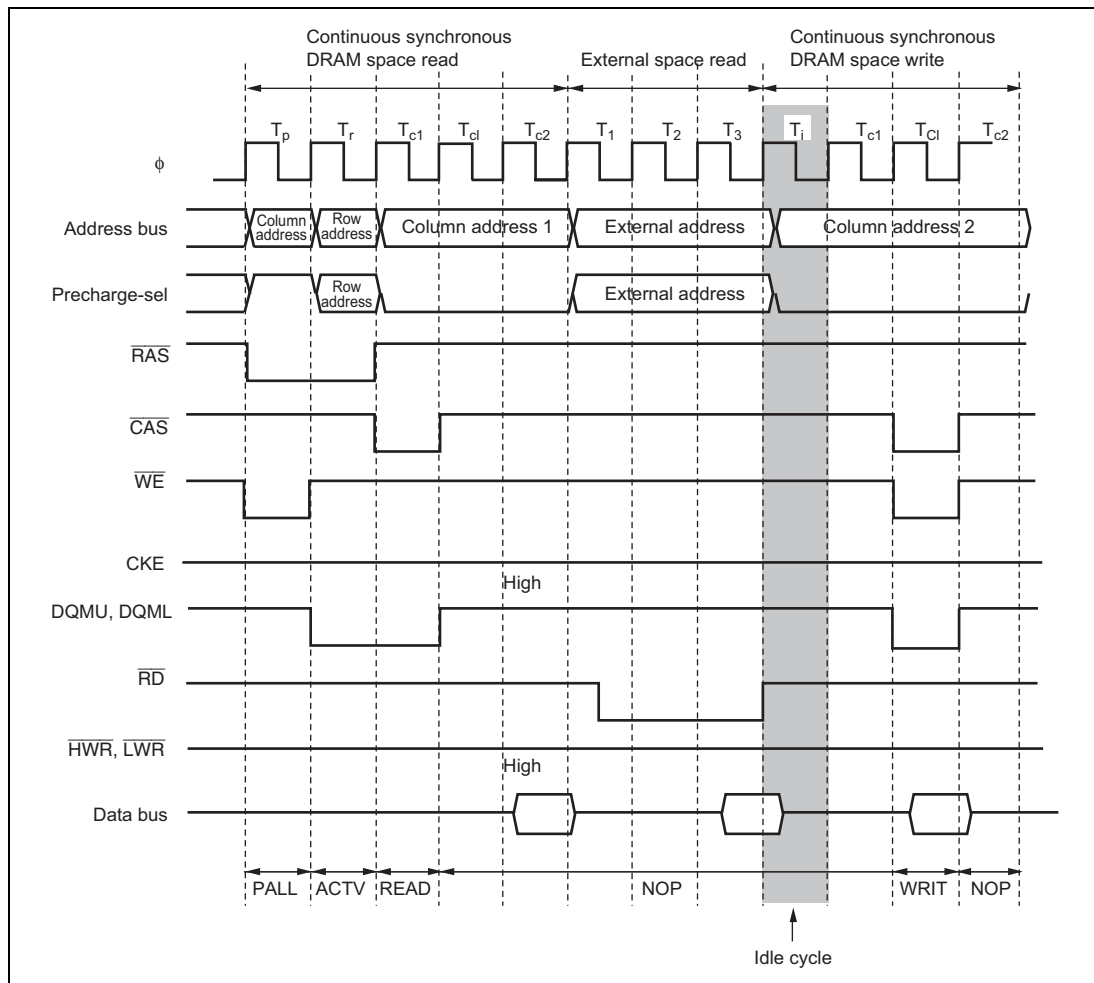 Continuous synchronous
DRAM space read
External space read
Continuous synchronous
DRAM space write
Tp Tr Tc1 Tcl Tc2 T1 T2 T3 Ti Tc1 TCl Tc2
ϕ
Address bus
Column
address
Row
address
Column address 1
External address
Column address 2
Precharge-sel
Row
address
External address
RAS
CAS
WE
CKE
High
DQMU, DQML
RD
HWR, LWR
High
Data bus
PALL ACTV READ NOP WRIT NOP
Idle cycle